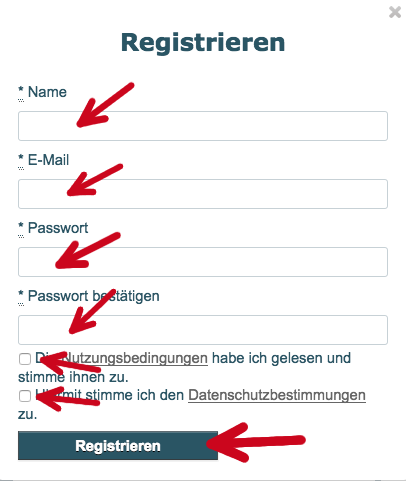 Registrieren
* Name
* E-Mail
* Passwort
* Passwort bestätigen
Die Nutzungsbedingungen habe ich gelesen und
stimme ihnen zu.
Hiermit stimme ich den Datenschutzbestimmungen
zu.
Registrieren